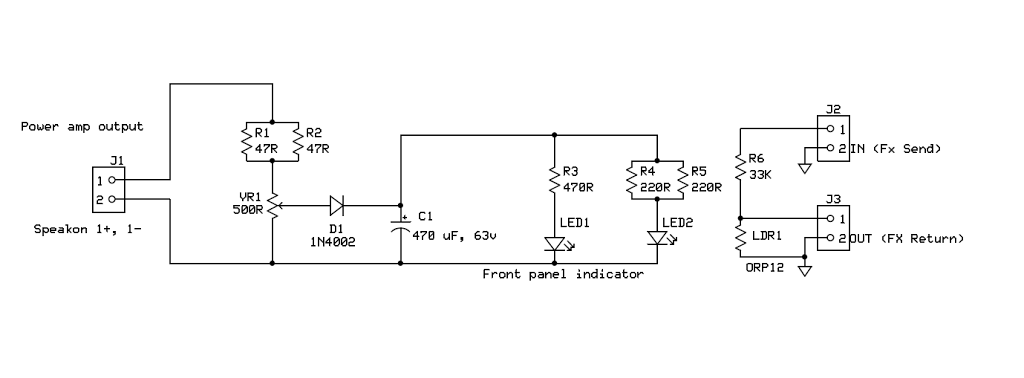 Power amp output
J1
1
2
Speakon 1+, 1-
R1
47R
R2
47R
VR1
500R
D1
1N4002
C1
+
470 uF, 63v
R3
470R
LED1
R4
220R
R5
220R
LED2
Front panel indicator
R6
33K
LDR1
ORP12
J2
1
2 IN (Fx Send)
J3
1
2 OUT (FX Return)